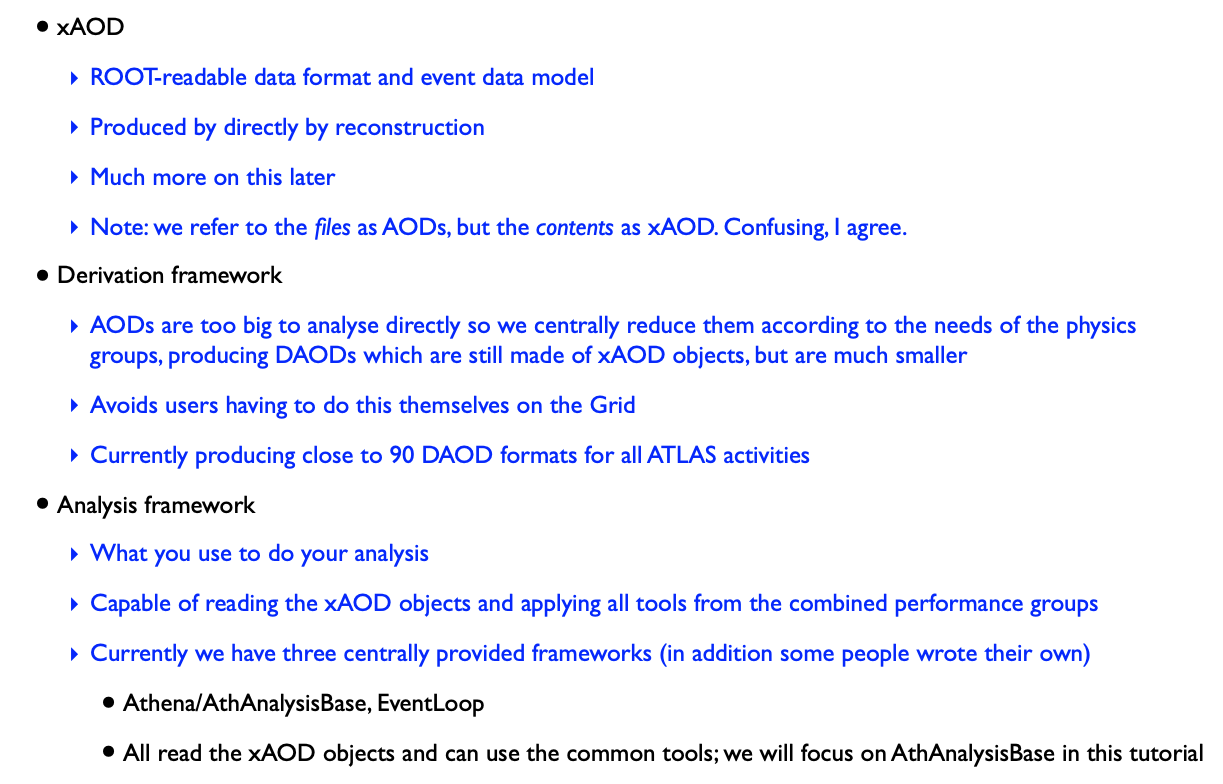 • xAOD
‣ ROOT-readable data format and event data model
‣ Produced by directly by reconstruction
‣ Much more on this later
‣ Note: we refer to the files as AODs, but the contents as xAOD. Confusing, I agree.
• Derivation framework
‣ AODs are too big to analyse directly so we centrally reduce them according to the needs of the physics
groups, producing DAODs which are still made of xAOD objects, but are much smaller
‣ Avoids users having to do this themselves on the Grid
‣ Currently producing close to 90 DAOD formats for all ATLAS activities
• Analysis framework
‣ What you use to do your analysis
‣ Capable of reading the xAOD objects and applying all tools from the combined performance groups
‣ Currently we have three centrally provided frameworks (in addition some people wrote their own)
• Athena/AthAnalysisBase, EventLoop
• All read the xAOD objects and can use the common tools; we will focus on AthAnalysisBase in this tutorial